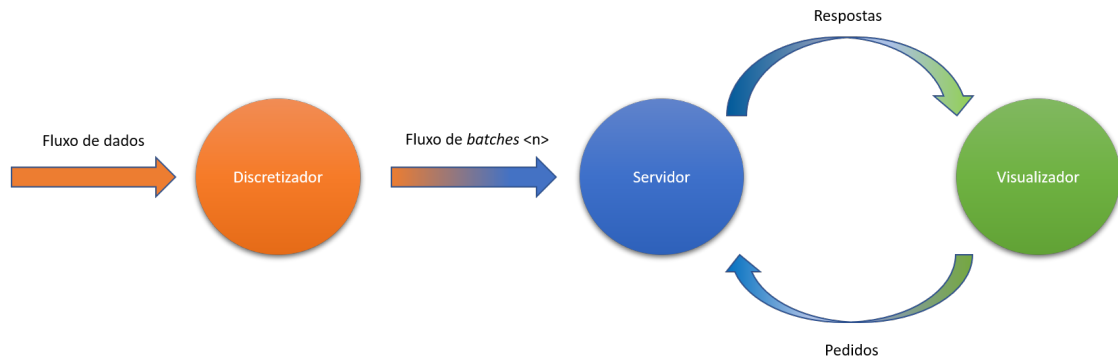 Respostas
Fluxo de dados
Fluxo de batches <n>
Discretizador
Servidor
Visualizador
Pedidos